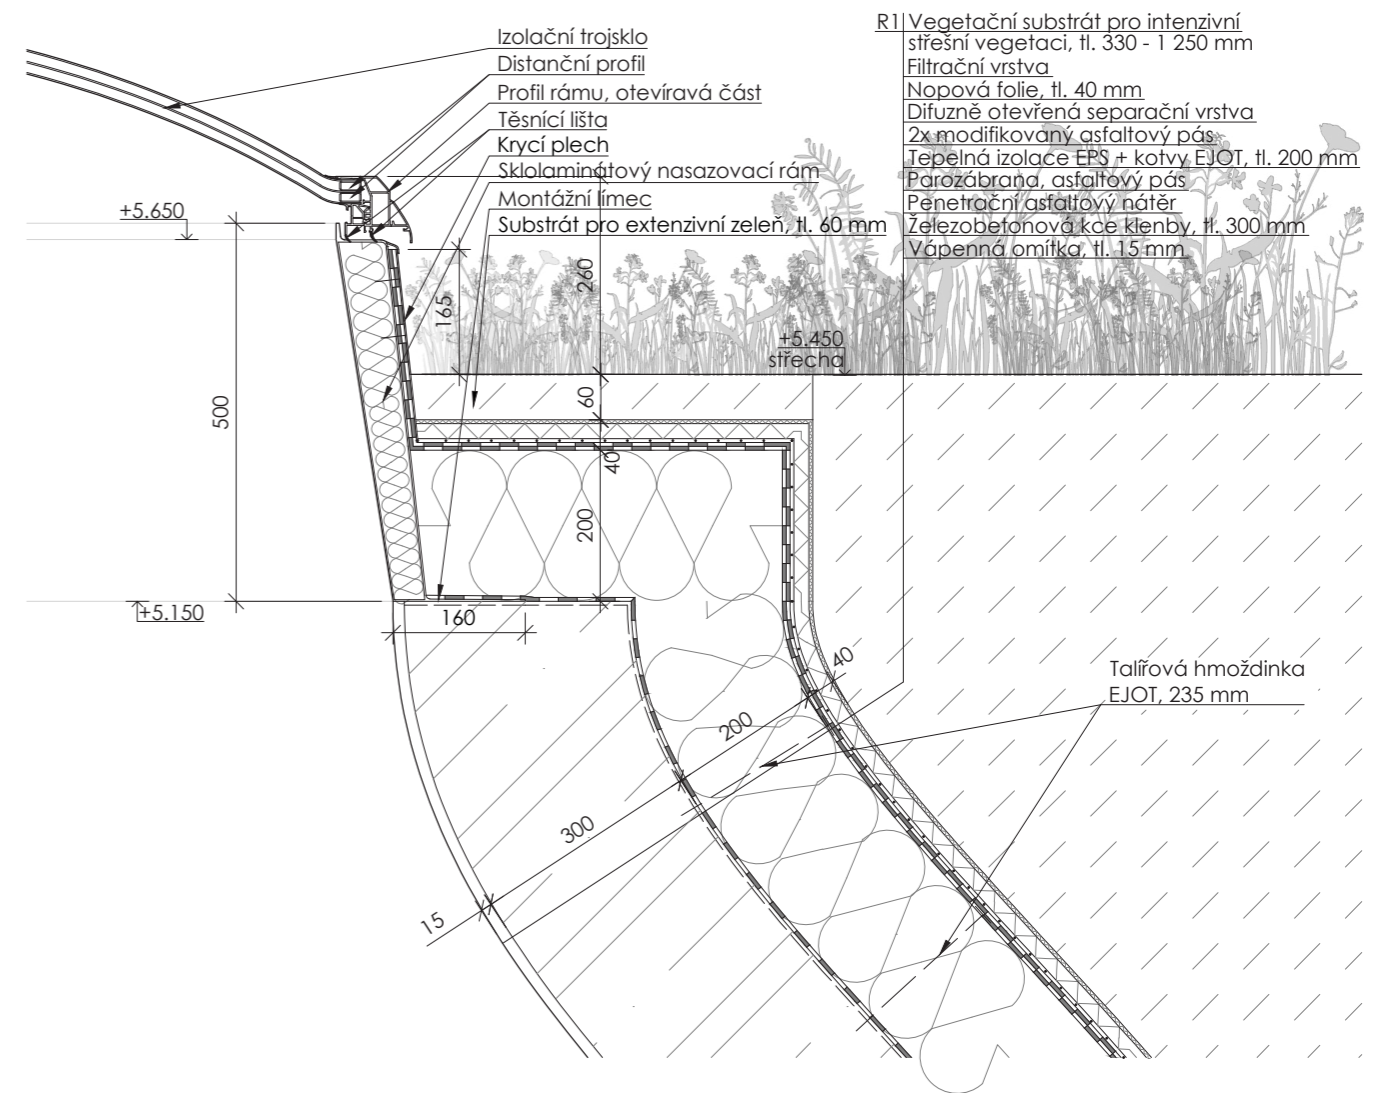 Izolační trojsklo
Distanční profil
Profil rámu, otevíravá část
Těsnící lišta
Krycí plech
Sklolaminátový nasazovací rám
Montážní límec
Substrát pro extenzivní zeleň, tl. 60 mm
R1 Vegetační substrát pro intenzivní
střešní vegetaci, tl. 330 - 1 250 mm
Filtrační vrstva
Nopová folie, tl. 40 mm
Difuzně otevřená separační vrstva
2x modifikovaný asfaltový pás
Tepelná izolace EPS + kotvy EJOT, tl. 200 mm
Parozábrana, asfaltový pás
Penetrační asfaltový nátěr
Železobetonová kce klenby, tl. 300 mm
Vápenná omítka, tl. 15 mm
+5.650
260
165
+5.450
střecha
500
60
40
200
+5.150
160
40
Talířová hmoždinka
EJOT, 235 mm
200
300
15